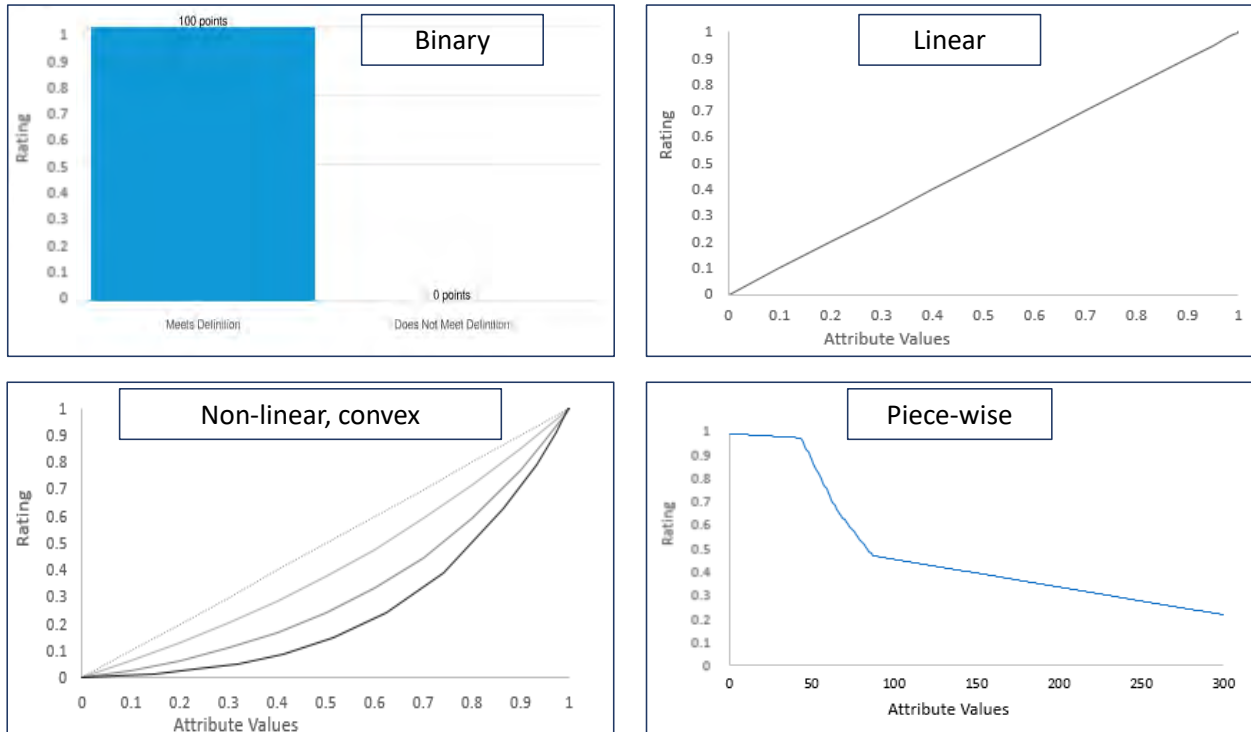 100 points
Binary
1
0.9
0.8
0.7
0.6
0.5
0.4
0.3
0.2
0.1
0
Rating
0 points
Meets Definition Does Not Meet Definition
Linear
1
0.9
0.8
0.7
0.6
0.5
0.4
0.3
0.2
0.1
0
Rating
0 0.1 0.2 0.3 0.4 0.5 0.6 0.7 0.8 0.9 1
Attribute Values
Non-linear, convex
1
0.9
0.8
0.7
0.6
0.5
0.4
0.3
0.2
0.1
0
Rating
0 0.1 0.2 0.3 0.4 0.5 0.6 0.7 0.8 0.9 1
Attribute Values
Piece-wise
1
0.9
0.8
0.7
0.6
0.5
0.4
0.3
0.2
0.1
0
Rating
0 50 100 150 200 250 300
Attribute Values